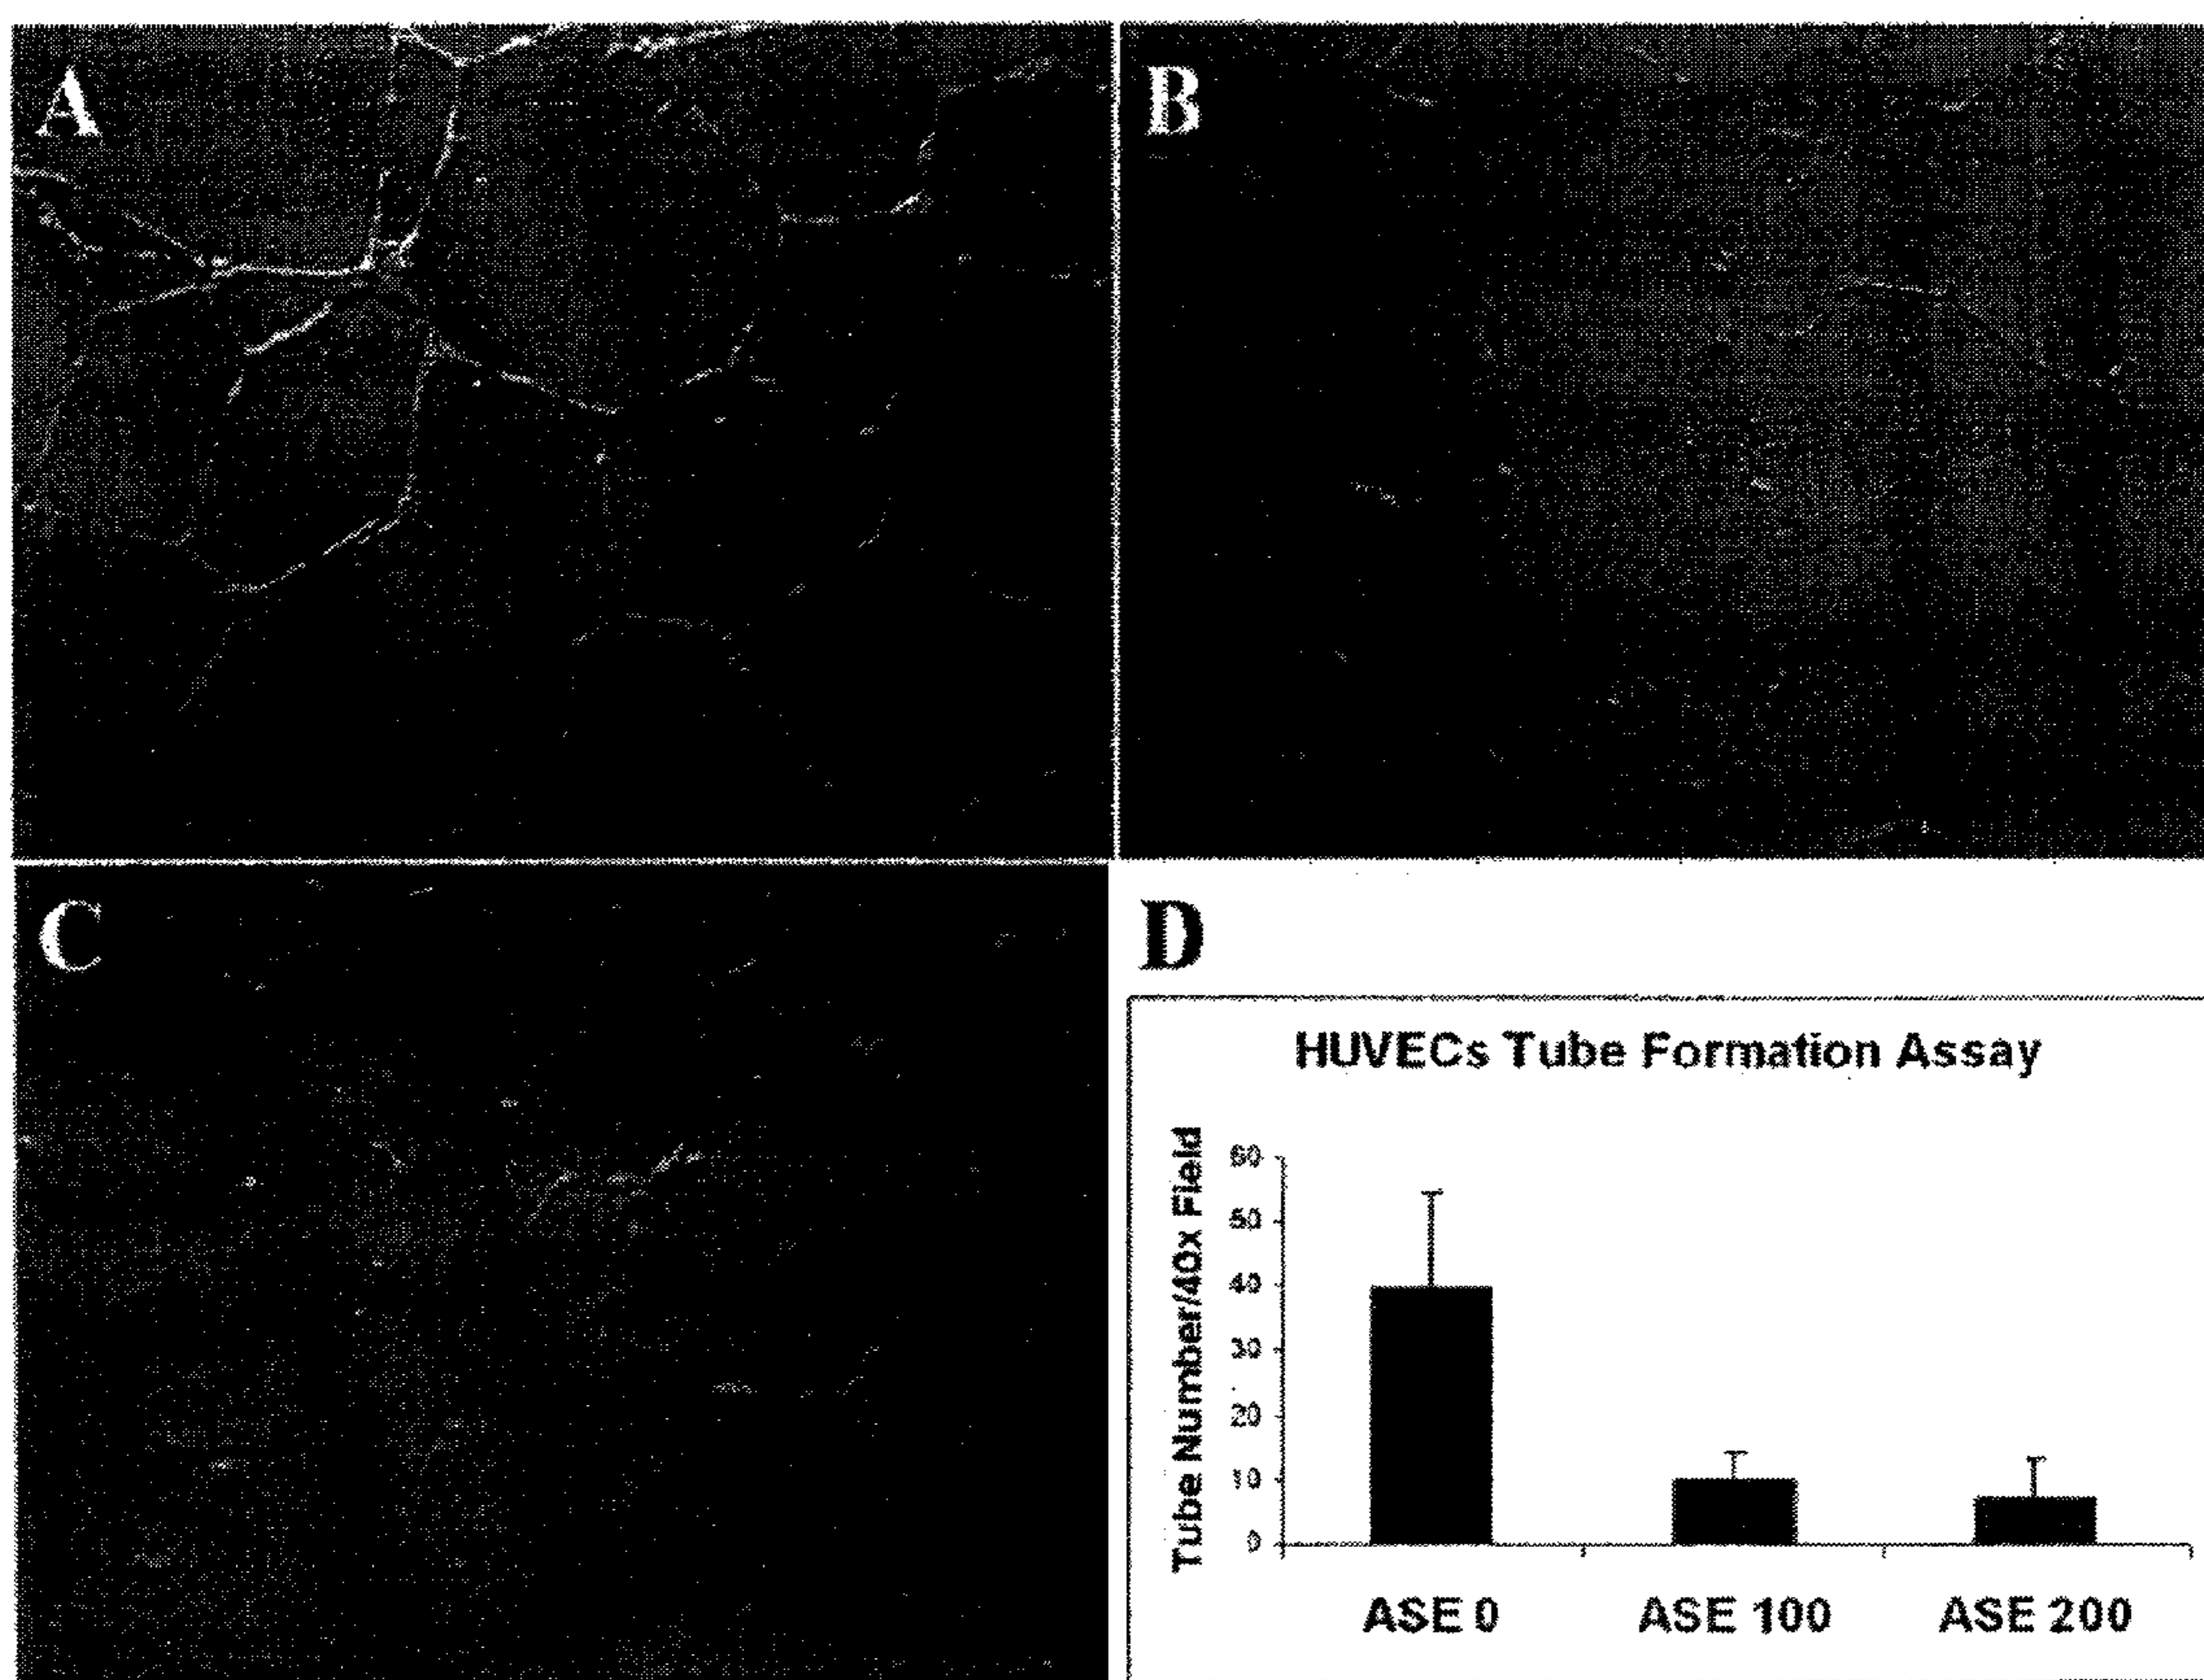 A
B
C
D
HUVECs Tube Formation Assay
Tube Number/40x Field
60
50
40
30
20
10
0
ASE 0
ASE 100
ASE 200